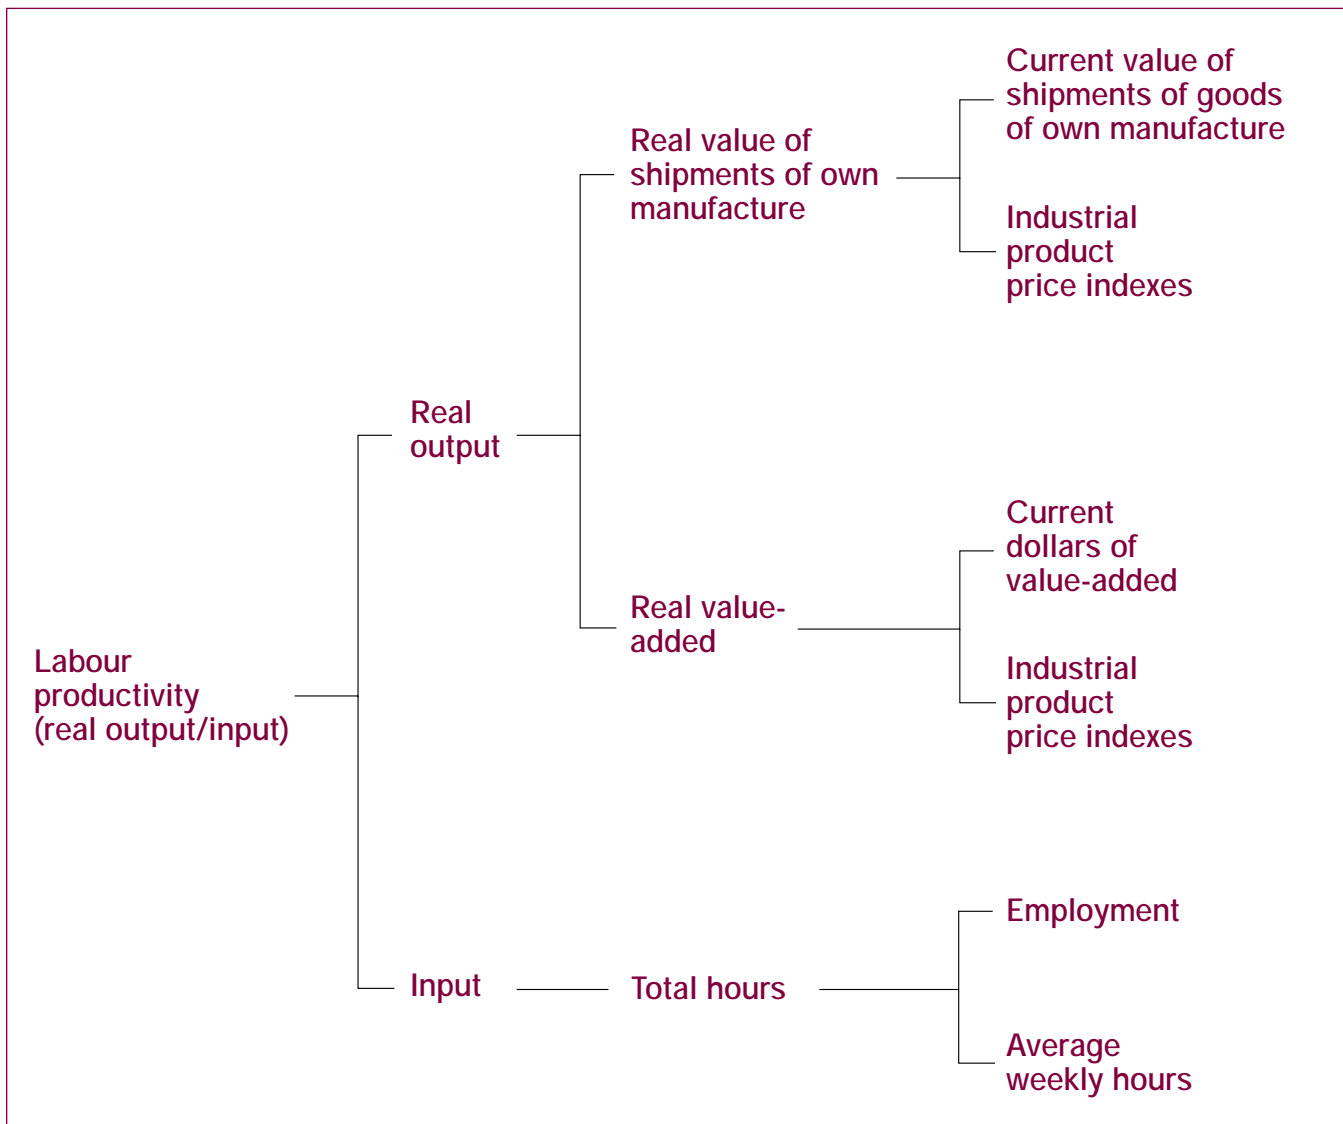 Current value of
shipments of goods
of own manufacture
Real value of
shipments of own
manufacture
Industrial
product
price indexes
Real
output
Current
dollars of
value-added
Real value-
added
Labour
productivity
(real output/input)
Industrial
product
price indexes
Employment
Input
Total hours
Average
weekly hours